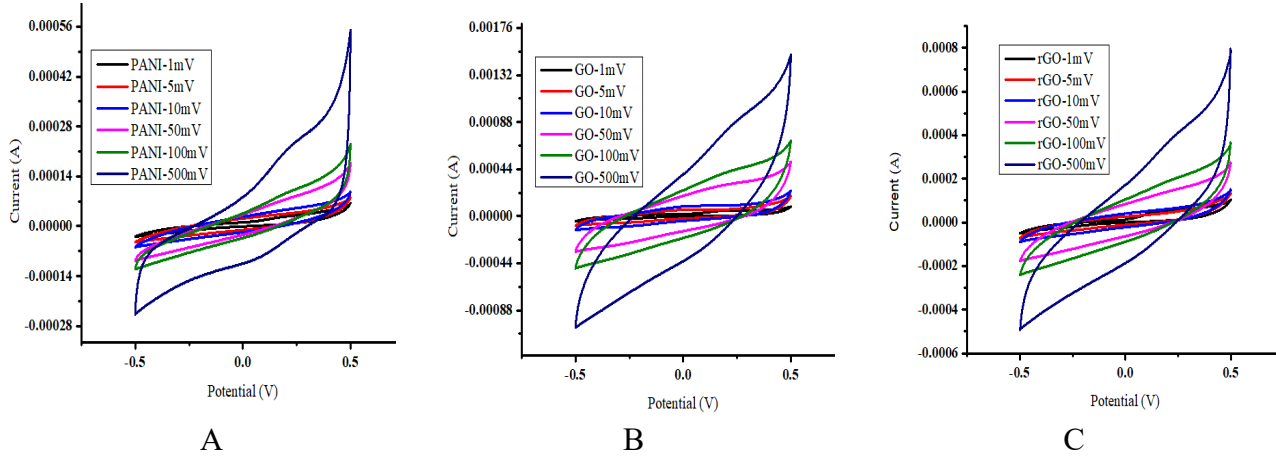 0.00056
0.00042
0.00028
0.00014
0.00000
-0.00014
-0.00028
Current (A)
PANI-1mV
PANI-5mV
PANI-10mV
PANI-50mV
PANI-100mV
PANI-500mV
-0.5 0.0 0.5
Potential (V)
A
0.00176
0.00132
0.00088
0.00044
0.00000
-0.00044
-0.00088
Current (A)
GO-1mV
GO-5mV
GO-10mV
GO-50mV
GO-100mV
GO-500mV
-0.5 0.0 0.5
Potential (V)
B
0.0008
0.0006
0.0004
0.0002
0.0000
-0.0002
-0.0004
-0.0006
Current (A)
rGO-1mV
rGO-5mV
rGO-10mV
rGO-50mV
rGO-100mV
rGO-500mV
-0.5 0.0 0.5
Potential (V)
C